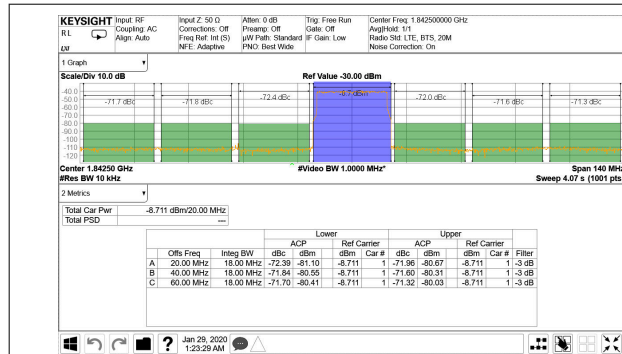 KEYSIGHT Input: RF Input Z: 50 Ω Atten: 0 dB Trig: Free Run Center Freq: 1.842500000 GHz
R L Coupling: AC Corrections: Off Preamp: Off Gate: Off Avg|Hold: 1/1
Align: Auto Freq Ref: Int (S) µW Path: Standard IF Gain: Low Radio Std: LTE, BTS, 20M
LXI NFE: Adaptive PNO: Best Wide Noise Correction: On
1 Graph
Scale/Div 10.0 dB Ref Value -30.00 dBm
-40.0
-50.0
-60.0
-70.0
-80.0
-90.0
-100
-110
-120
-71.7 dBc -71.8 dBc -72.4 dBc -8.7 dBm -72.0 dBc -71.6 dBc -71.3 dBc
Center 1.84250 GHz #Video BW 1.0000 MHz* Span 140 MHz
#Res BW 10 kHz Sweep 4.07 s (1001 pts
2 Metrics
Total Car Pwr -8.711 dBm/20.00 MHz
Total PSD ---
Lower Upper
ACP Ref Carrier ACP Ref Carrier
Offs Freq Integ BW dBc dBm dBm Car # dBc dBm dBm Car # Filter
A 20.00 MHz 18.00 MHz -72.39 -81.10 -8.711 1 -71.96 -80.67 -8.711 1 -3 dB
B 40.00 MHz 18.00 MHz -71.84 -80.55 -8.711 1 -71.60 -80.31 -8.711 1 -3 dB
C 60.00 MHz 18.00 MHz -71.70 -80.41 -8.711 1 -71.32 -80.03 -8.711 1 -3 dB
? Jan 29, 2020
1:23:29 AM